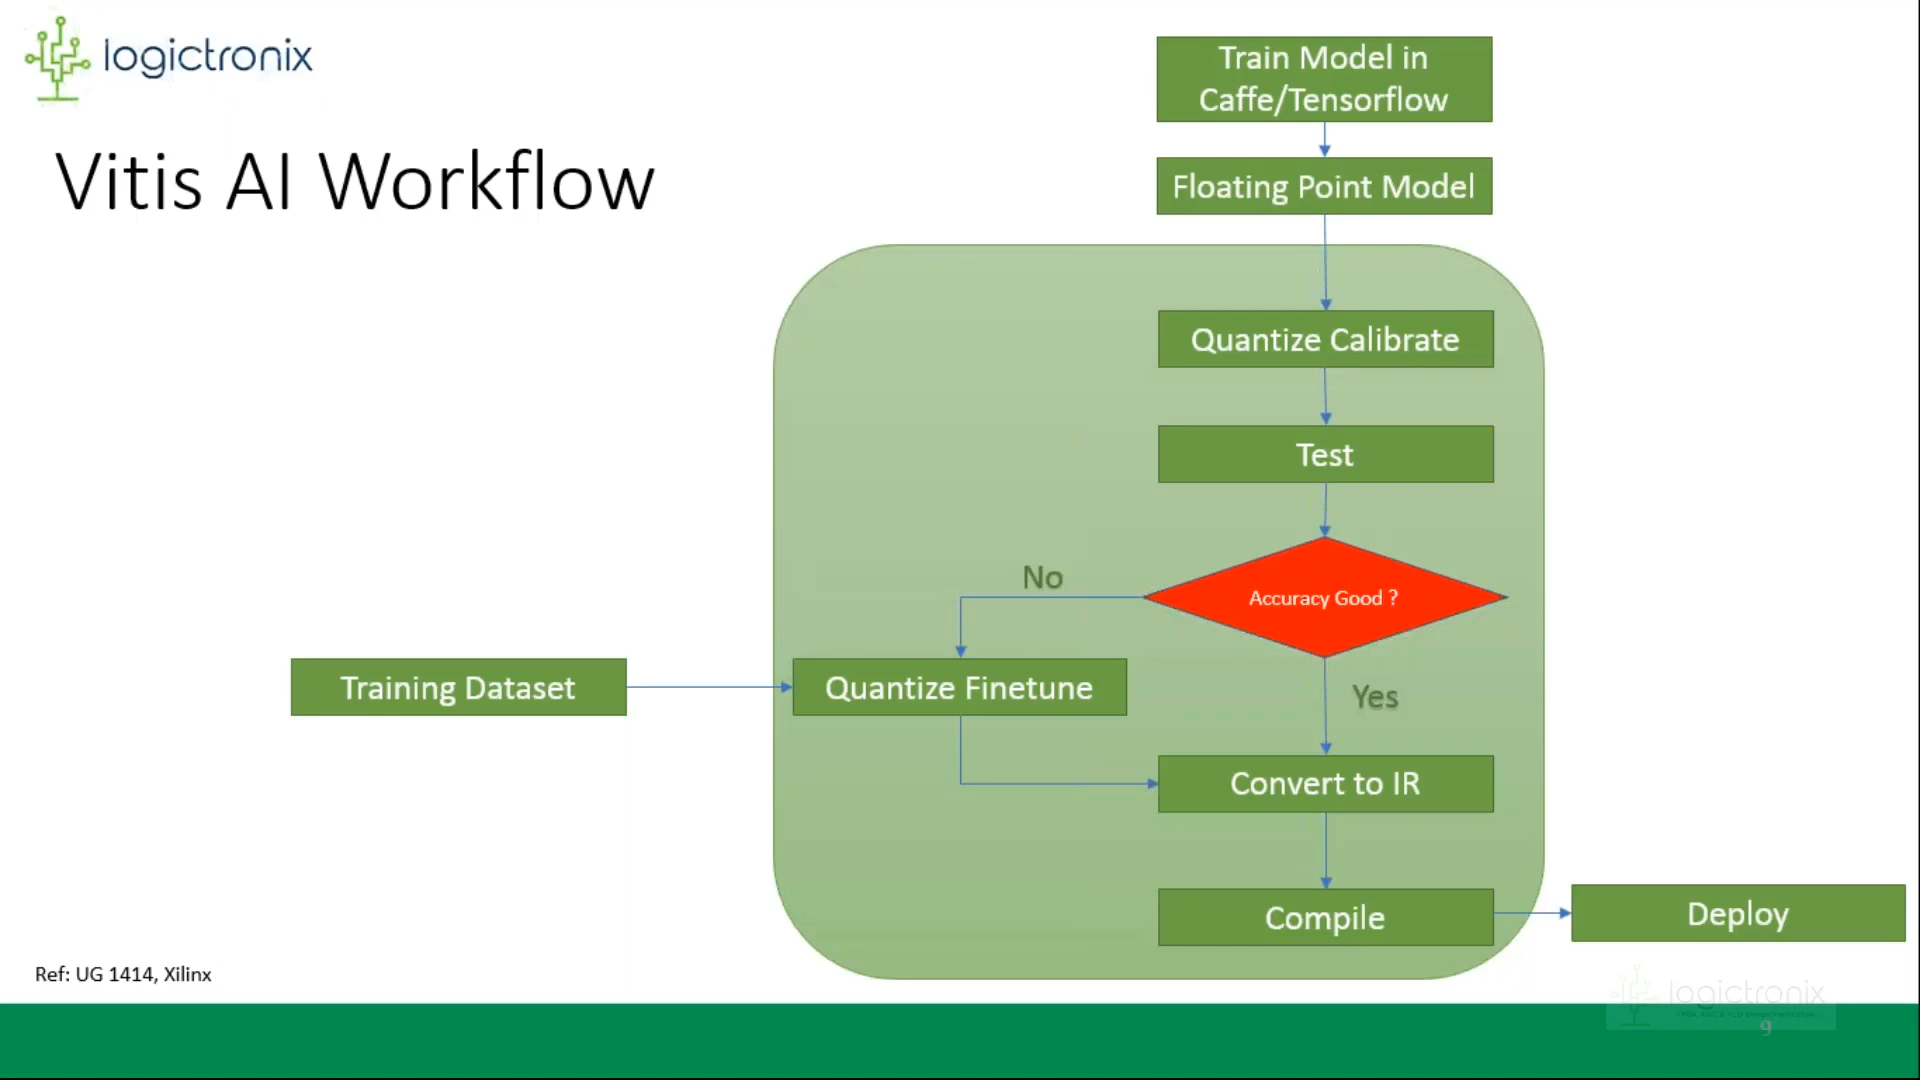 logictronix
Train Model in
Caffe/Tensorflow
Vitis AI Workflow
Floating Point Model
Quantize Calibrate
Test
No
Accuracy Good ?
Training Dataset
Quantize Finetune
Yes
Convert to IR
Compile
Deploy
Ref: UG 1414, Xilinx
logictronix
9